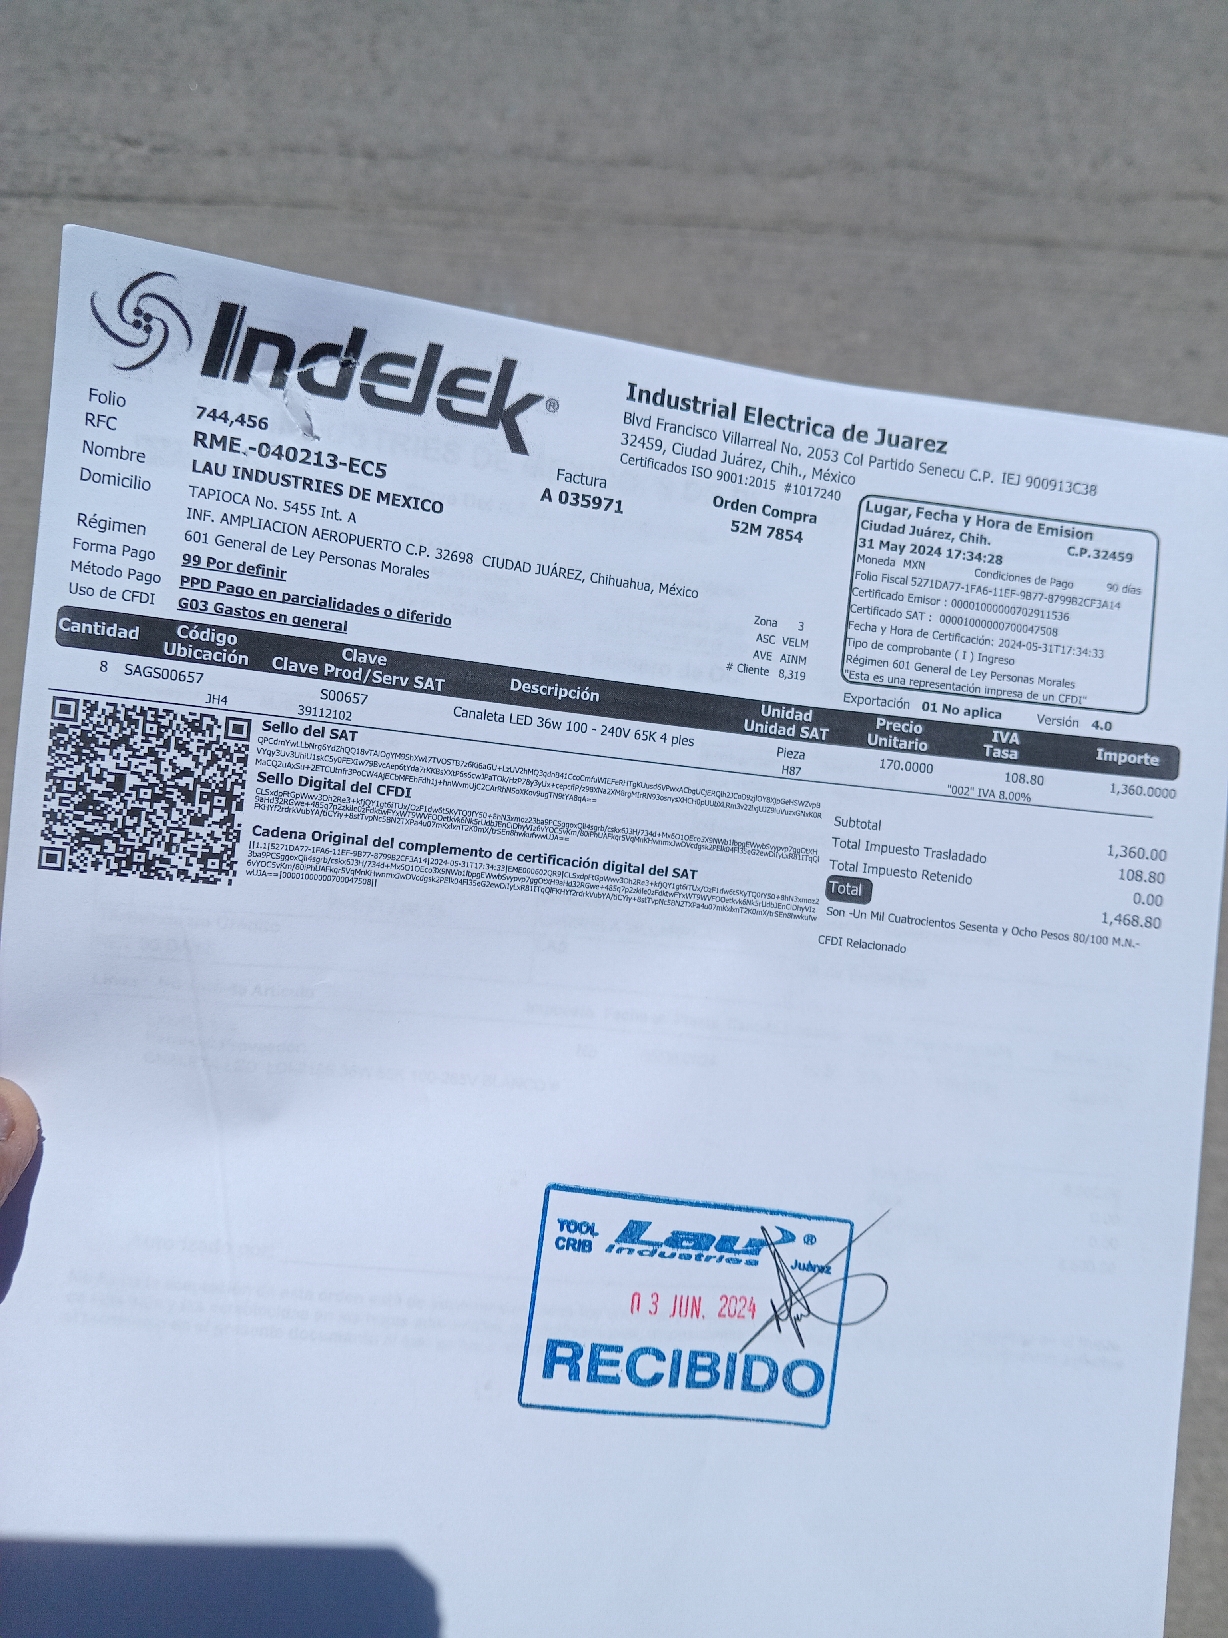 Indelek®
Industrial Electrica de Juarez
Blvd Francisco Villarreal No. 2053 Col Partido Senecu C.P. IEJ 900913C38
32459, Ciudad Juárez, Chih., México
Certificados ISO 9001:2015 #1017240
Folio 744,456
RFC RME.-040213-EC5
Nombre LAU INDUSTRIES DE MEXICO
Domicilio TAPIOCA No. 5455 Int. A
INF. AMPLIACION AEROPUERTO C.P. 32698 CIUDAD JUÁREZ, Chihuahua, México
Régimen 601 General de Ley Personas Morales
Forma Pago 99 Por definir
Método Pago PPD Pago en parcialidades o diferido
Uso de CFDI G03 Gastos en general
Factura
A 035971
Orden Compra
52M 7854
Lugar, Fecha y Hora de Emision
Ciudad Juárez, Chih. C.P.32459
31 May 2024 17:34:28
Moneda MXN Condiciones de Pago 90 días
Folio Fiscal 5271DA77-1FA6-11EF-9B77-8799B2CF3A14
Certificado Emisor : 00001000000702911536
Certificado SAT : 00001000000700047508
Fecha y Hora de Certificación: 2024-05-31T17:34:33
Tipo de comprobante ( I ) Ingreso
Régimen 601 General de Ley Personas Morales
"Esta es una representación impresa de un CFDI"
Zona 3
ASC VELM
AVE AINM
# Cliente 8,319
Exportación 01 No aplica Versión 4.0
Cantidad Código Ubicación Clave Clave Prod/Serv SAT Descripción Unidad Unidad SAT Precio Unitario IVA Tasa Importe
8 SAGS00657 S00657 Canaleta LED 36w 100 - 240V 65K 4 pies Pieza 170.0000 108.80 1,360.0000
JH4 39112102 H87 "002" IVA 8.00%
Sello del SAT
Sello Digital del CFDI
Cadena Original del complemento de certificación digital del SAT
Subtotal 1,360.00
Total Impuesto Trasladado 108.80
Total Impuesto Retenido 0.00
Total 1,468.80
Son -Un Mil Cuatrocientos Sesenta y Ocho Pesos 80/100 M.N.-
CFDI Relacionado
TOOL CRIB Lau® industries Juárez
03 JUN. 2024
RECIBIDO